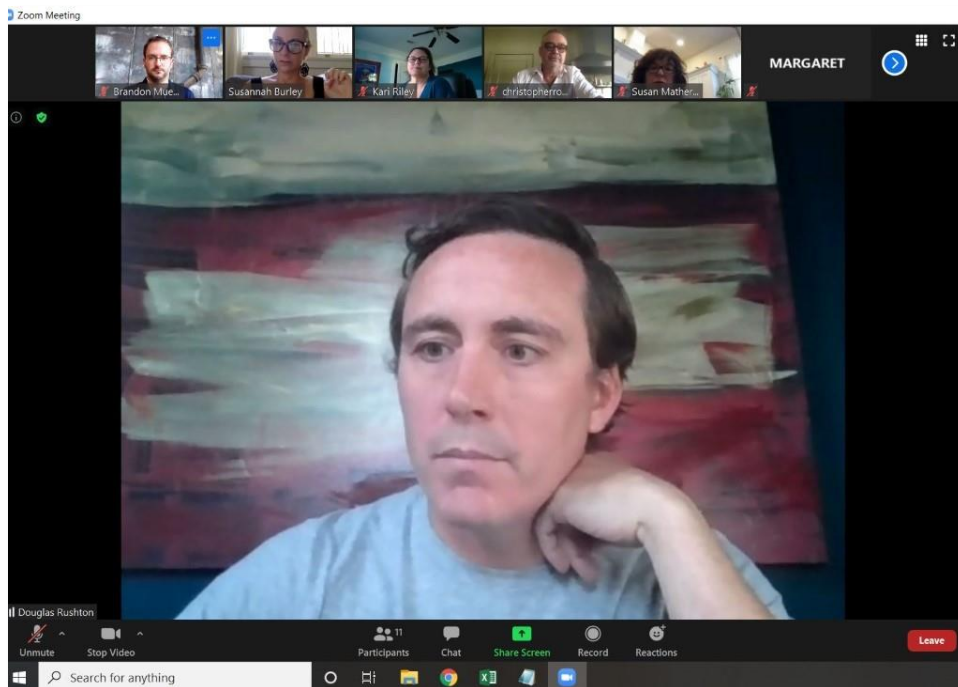 Zoom Meeting
Brandon Mue...
Susannah Burley
Kari Riley
christopherro...
Susan Mather...
MARGARET
Douglas Rushton
Unmute
Stop Video
11
Participants
Chat
Share Screen
Record
Reactions
Leave
Search for anything